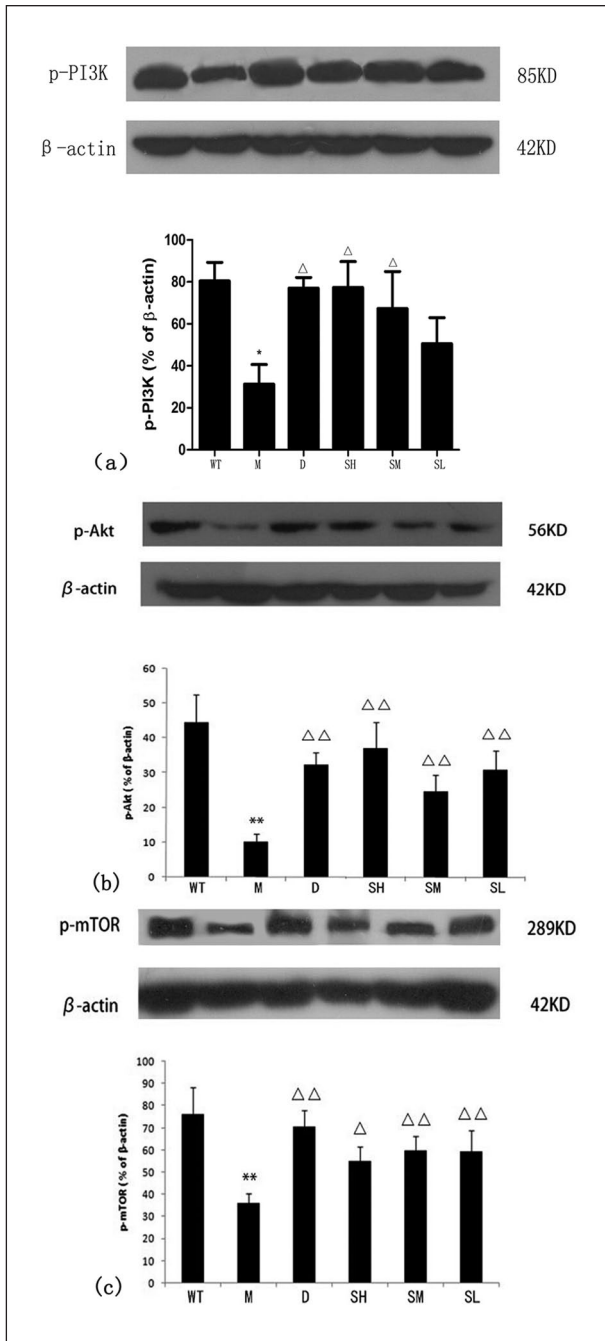 p-PI3K 85KD
β-actin 42KD
p-PI3K (% of β-actin)
100
80
60
40
20
0
* △ △ △
WT M D SH SM SL
(a)
p-Akt 56KD
β-actin 42KD
p-Akt (% of β-actin)
60
50
40
30
20
10
0
** △△ △△ △△ △△
WT M D SH SM SL
(b)
p-mTOR 289KD
β-actin 42KD
p-mTOR (% of β-actin)
100
90
80
70
60
50
40
30
20
10
0
** △△ △ △△ △△
WT M D SH SM SL
(c)